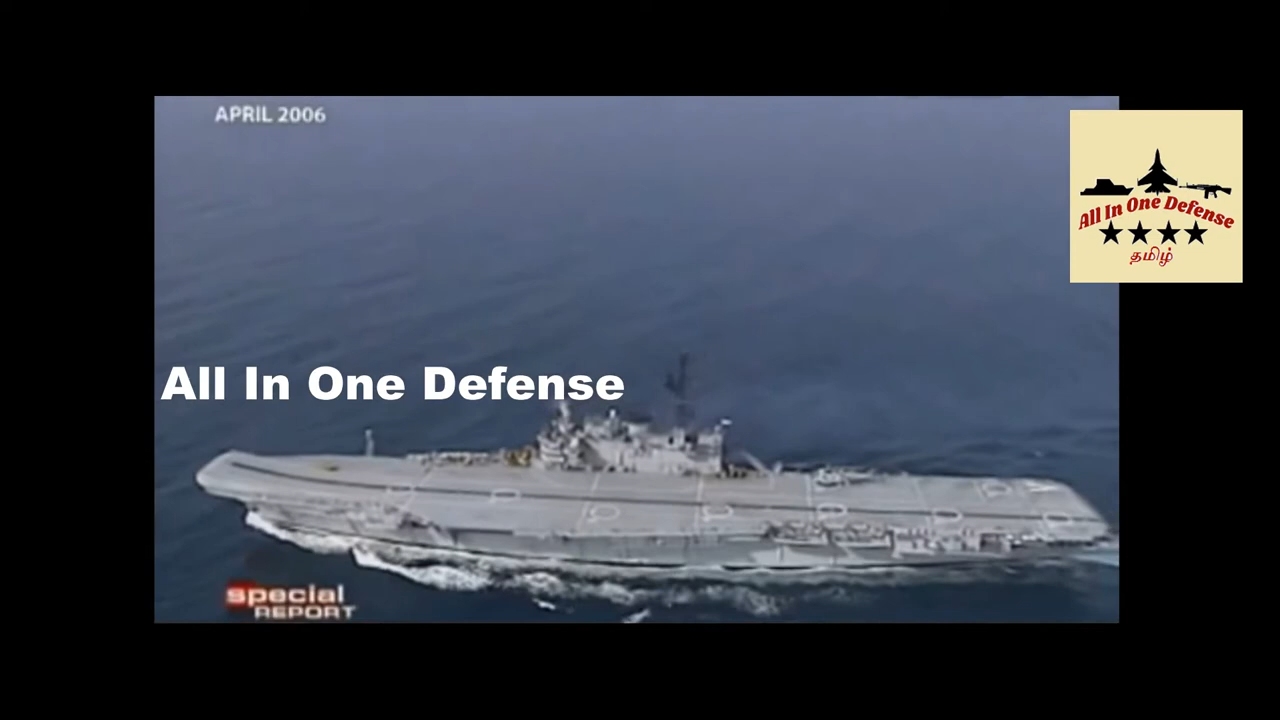 APRIL 2006
All In One Defense
தமிழ்
All In One Defense
special
REPORT